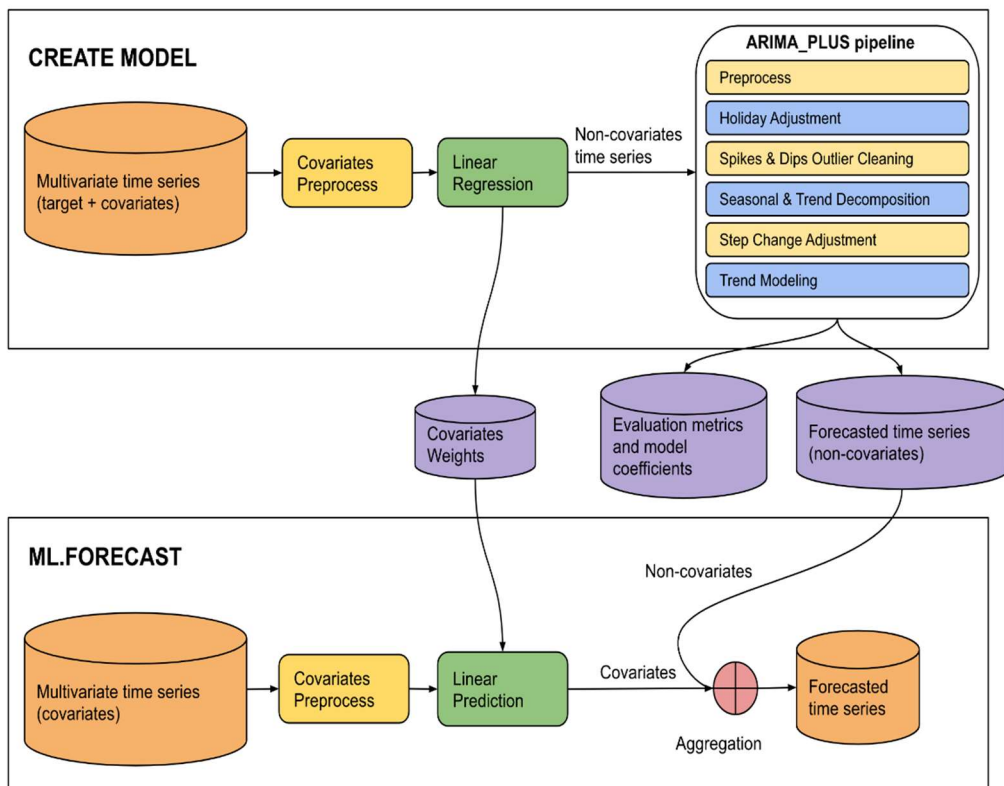 CREATE MODEL
Multivariate time series
(target + covariates)
Covariates
Preprocess
Linear
Regression
Non-covariates
time series
ARIMA_PLUS pipeline
Preprocess
Holiday Adjustment
Spikes & Dips Outlier Cleaning
Seasonal & Trend Decomposition
Step Change Adjustment
Trend Modeling
Covariates
Weights
Evaluation metrics
and model
coefficients
Forecasted time series
(non-covariates)
ML.FORECAST
Multivariate time series
(covariates)
Covariates
Preprocess
Linear
Prediction
Covariates
Non-covariates
Aggregation
Forecasted
time series